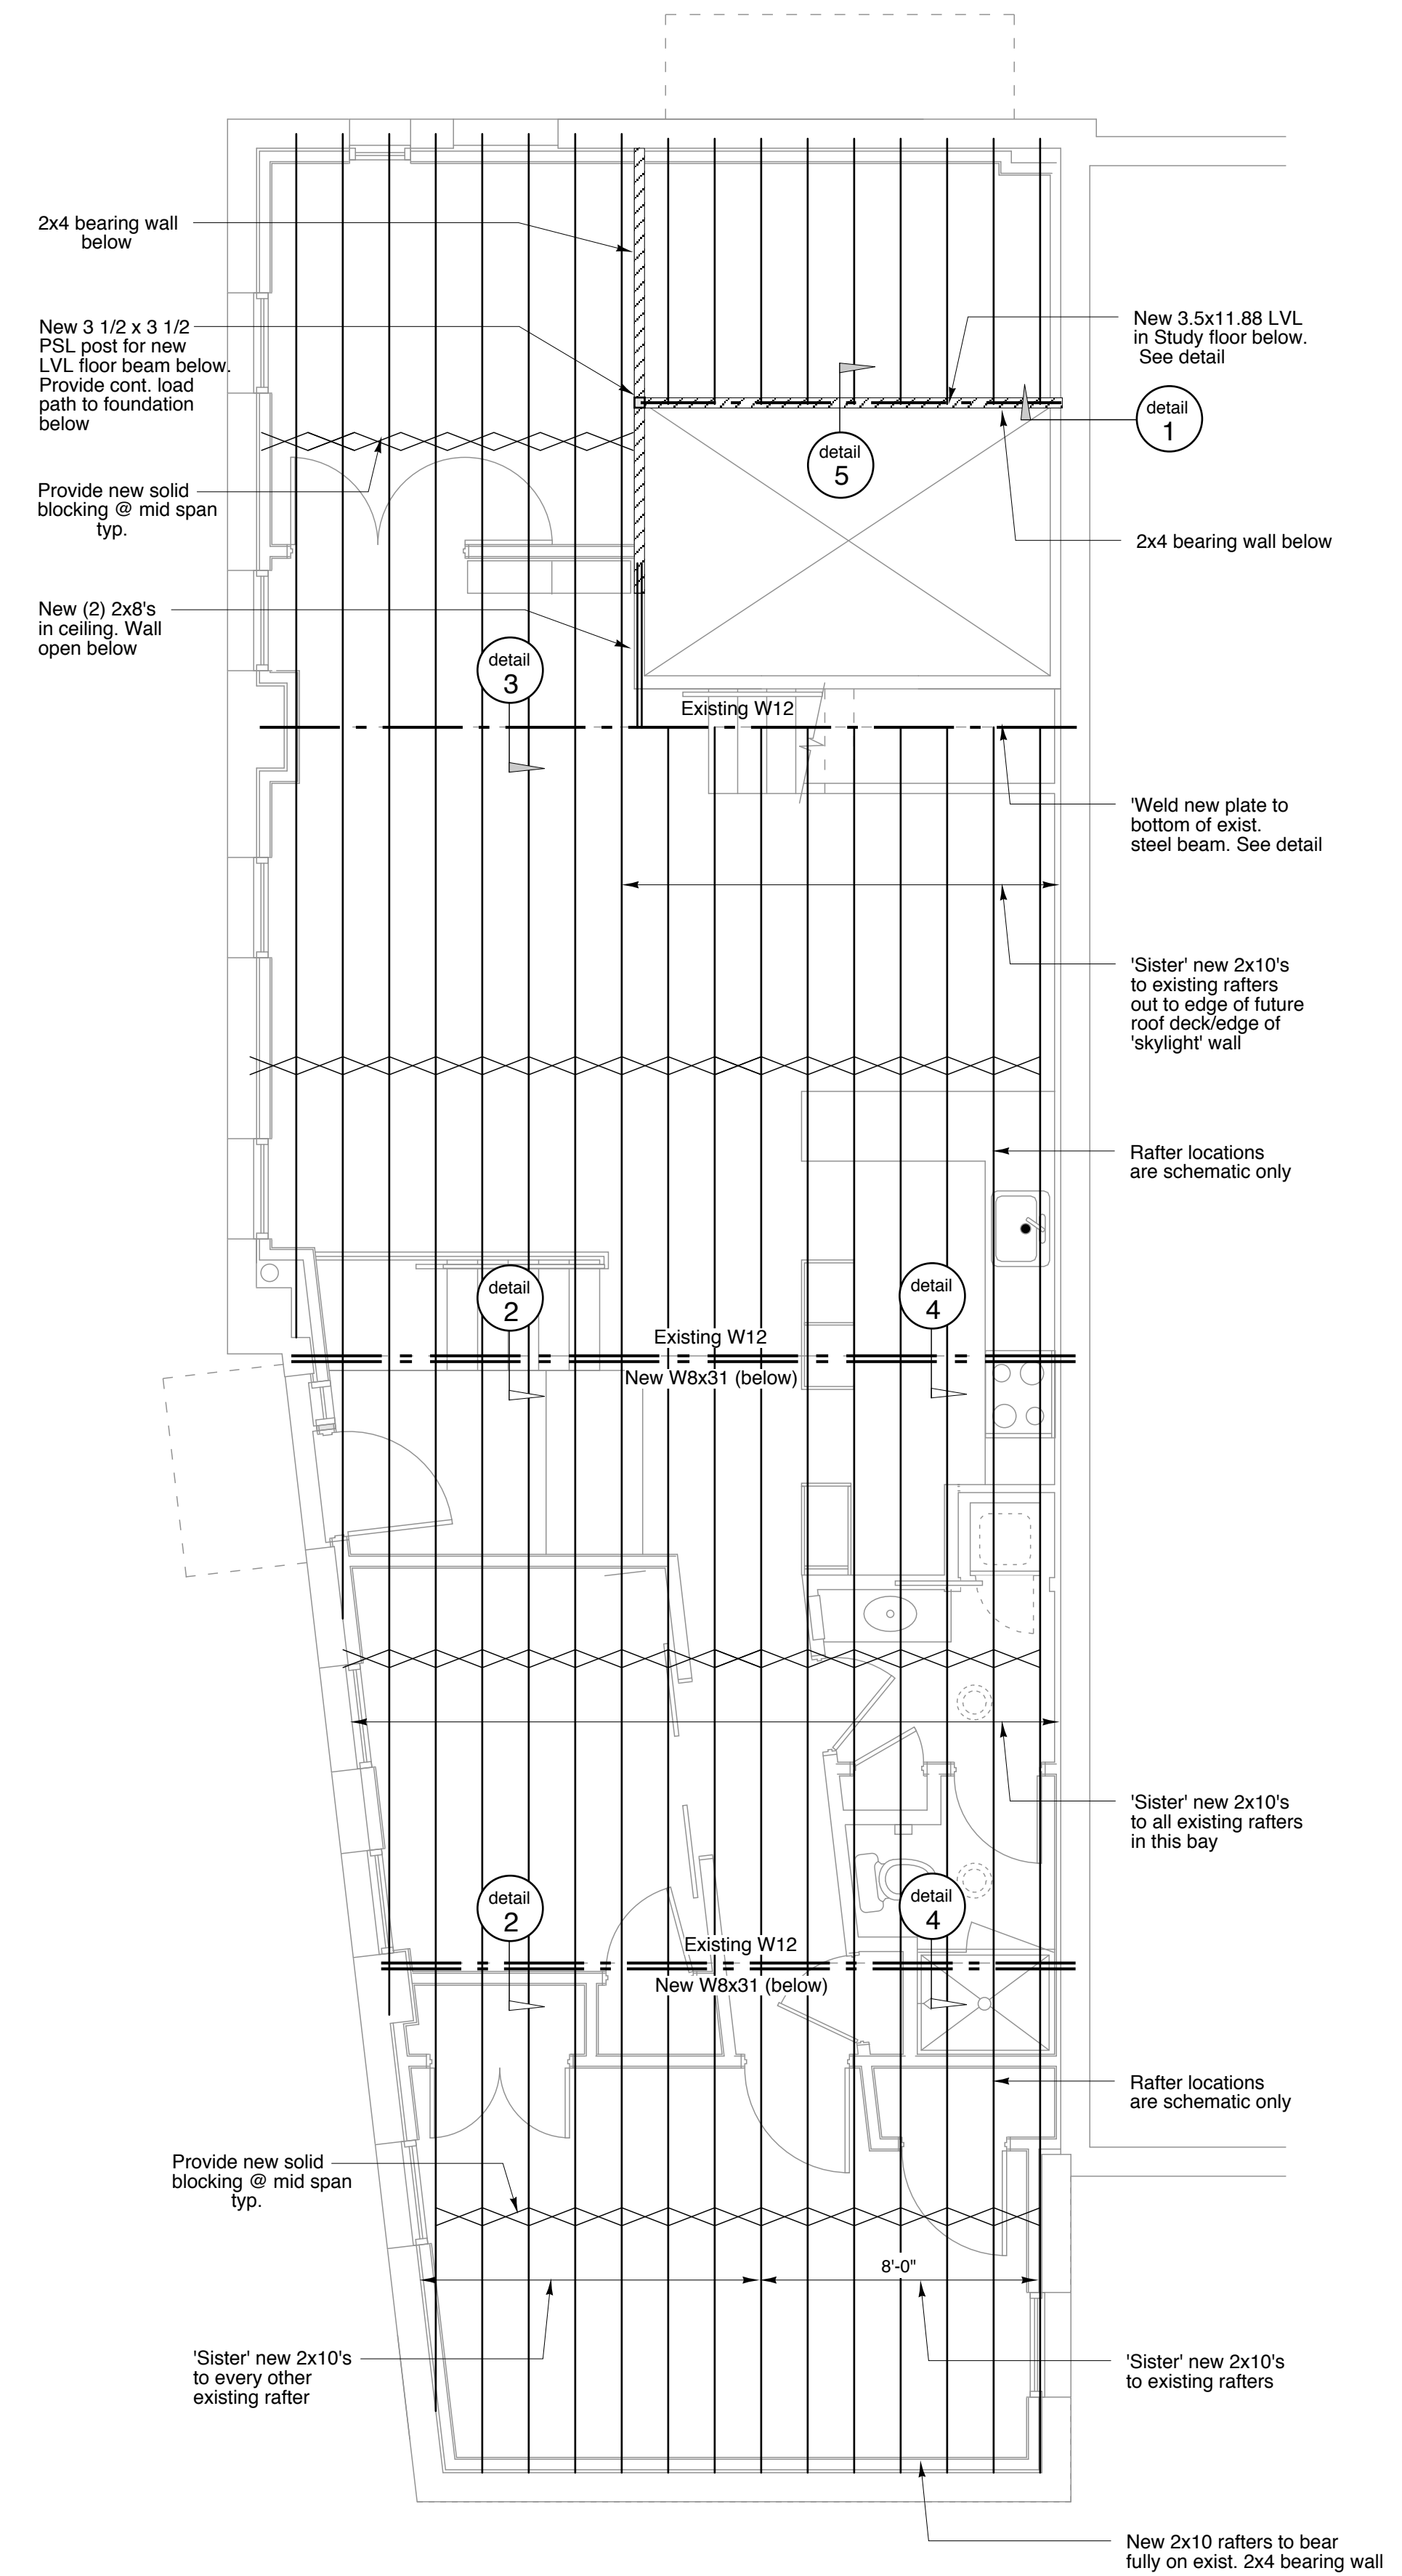 2x4 bearing wall
below
New 3 1/2 x 3 1/2
PSL post for new
LVL floor beam below.
Provide cont. load
path to foundation
below
New 3.5x11.88 LVL
in Study floor below.
See detail
detail
1
detail
5
Provide new solid
blocking @ mid span
typ.
2x4 bearing wall below
New (2) 2x8's
in ceiling. Wall
open below
detail
3
Existing W12
'Weld new plate to
bottom of exist.
steel beam. See detail
'Sister' new 2x10's
to existing rafters
out to edge of future
roof deck/edge of
'skylight' wall
Rafter locations
are schematic only
detail
2
detail
4
Existing W12
New W8x31 (below)
'Sister' new 2x10's
to all existing rafters
in this bay
detail
2
detail
4
Existing W12
New W8x31 (below)
Rafter locations
are schematic only
Provide new solid
blocking @ mid span
typ.
8'-0"
'Sister' new 2x10's
to every other
existing rafter
'Sister' new 2x10's
to existing rafters
New 2x10 rafters to bear
fully on exist. 2x4 bearing wall